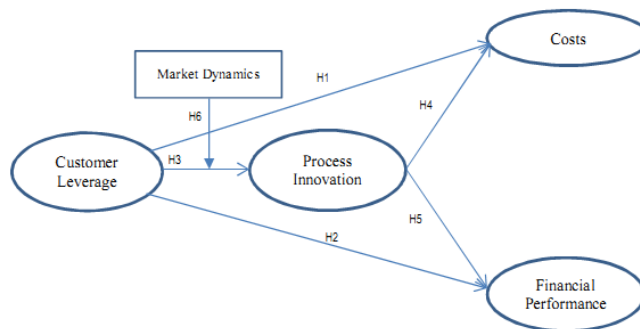 Costs
Market Dynamics
H1
H4
H6
H3
Customer
Leverage
Process
Innovation
H5
H2
Financial
Performance